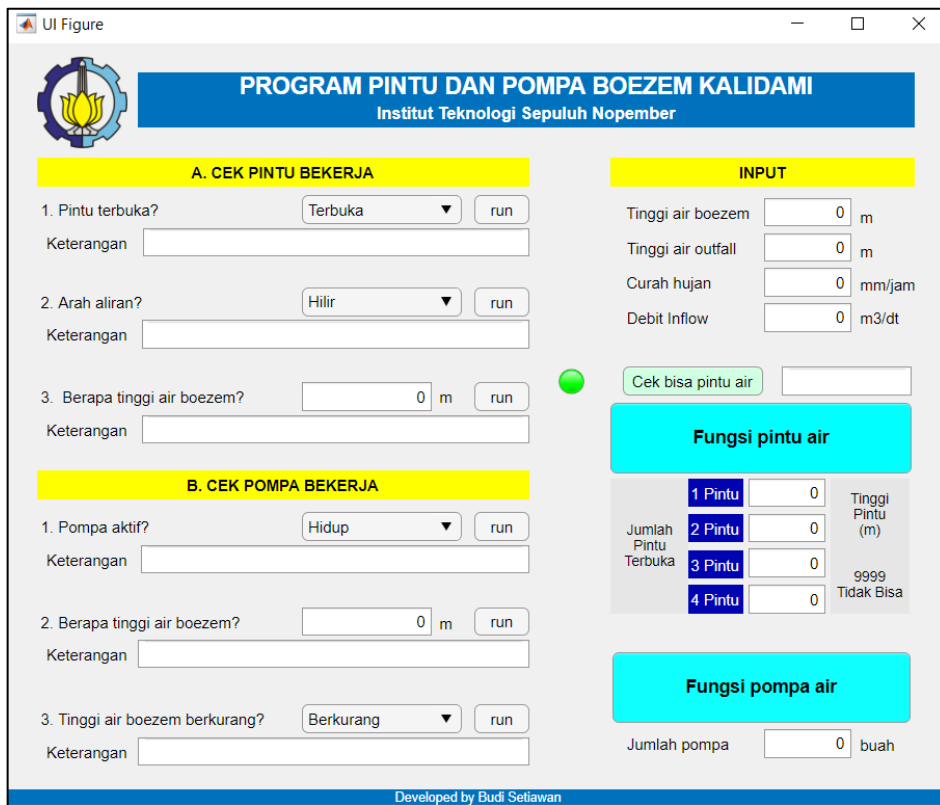 UI Figure
PROGRAM PINTU DAN POMPA BOEZEM KALIDAMI
Institut Teknologi Sepuluh Nopember
A. CEK PINTU BEKERJA
1. Pintu terbuka? Terbuka run
Keterangan
2. Arah aliran? Hilir run
Keterangan
3. Berapa tinggi air boezem? 0 m run
Keterangan
B. CEK POMPA BEKERJA
1. Pompa aktif? Hidup run
Keterangan
2. Berapa tinggi air boezem? 0 m run
Keterangan
3. Tinggi air boezem berkurang? Berkurang run
Keterangan
INPUT
Tinggi air boezem 0 m
Tinggi air outfall 0 m
Curah hujan 0 mm/jam
Debit Inflow 0 m3/dt
Cek bisa pintu air
Fungsi pintu air
Jumlah
Pintu
Terbuka
1 Pintu 0
2 Pintu 0
3 Pintu 0
4 Pintu 0
Tinggi
Pintu
(m)
9999
Tidak Bisa
Fungsi pompa air
Jumlah pompa 0 buah
Developed by Budi Setiawan